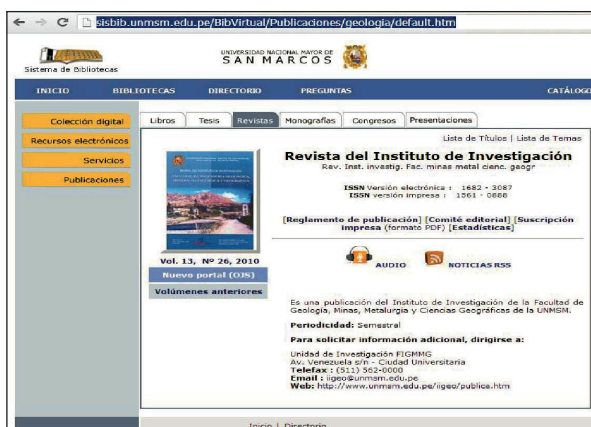 sisbib.unmsm.edu.pe/BibVirtual/Publicaciones/geologia/default.htm
Sistema de Bibliotecas
UNIVERSIDAD NACIONAL MAYOR DE
SAN MARCOS
INICIO BIBLIOTECAS DIRECTORIO PREGUNTAS CATÁLOGO
Colección digital
Recursos electrónicos
Servicios
Publicaciones
Libros Tesis Revistas Monografías Congresos Presentaciones
Lista de Títulos | Lista de Temas
Revista del Instituto de Investigación
Rev. Inst. investig. Fac. minas metal cienc. geogr
ISSN Versión electrónica : 1682 - 3087
ISSN versión impresa : 1561 - 0888
[Reglamento de publicación] [Comité editorial] [Suscripción
impresa (formato PDF) [Estadísticas]
Vol. 13, Nº 26, 2010
Nuevo portal (OJS)
Volúmenes anteriores
AUDIO NOTICIAS RSS
Es una publicación del Instituto de Investigación de la Facultad de
Geología, Minas, Metalurgia y Ciencias Geográficas de la UNMSM.
Periodicidad: Semestral
Para solicitar información adicional, dirigirse a:
Unidad de Investigación FIGMMG
Av. Venezuela s/n - Ciudad Universitaria
Telefax : (511) 562-0000
Email : iigeo@unmsm.edu.pe
Web: http://www.unmsm.edu.pe/iigeo/publica.htm
Inicio | Directorio